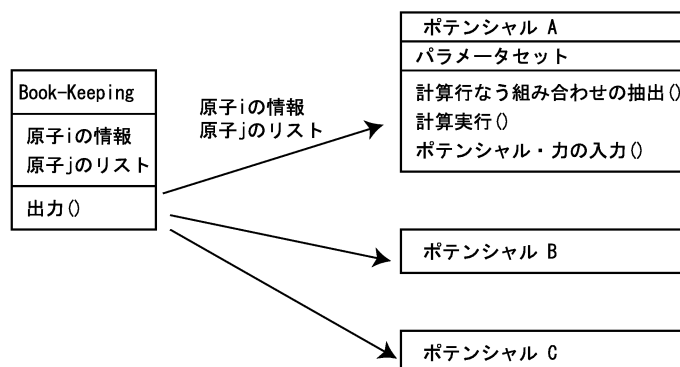 Book-Keeping
原子iの情報
原子jのリスト
出力()
原子iの情報
原子jのリスト
ポテンシャル A
パラメータセット
計算行なう組み合わせの抽出()
計算実行()
ポテンシャル・力の入力()
ポテンシャル B
ポテンシャル C